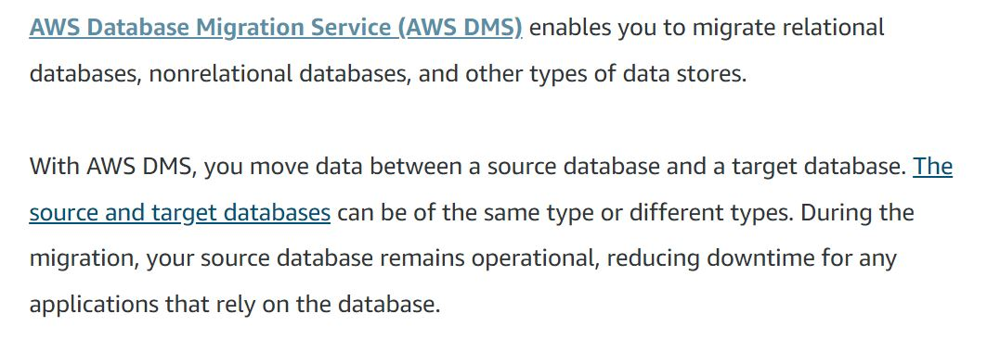 AWS Database Migration Service (AWS DMS) enables you to migrate relational
databases, nonrelational databases, and other types of data stores.
With AWS DMS, you move data between a source database and a target database. The
source and target databases can be of the same type or different types. During the
migration, your source database remains operational, reducing downtime for any
applications that rely on the database.